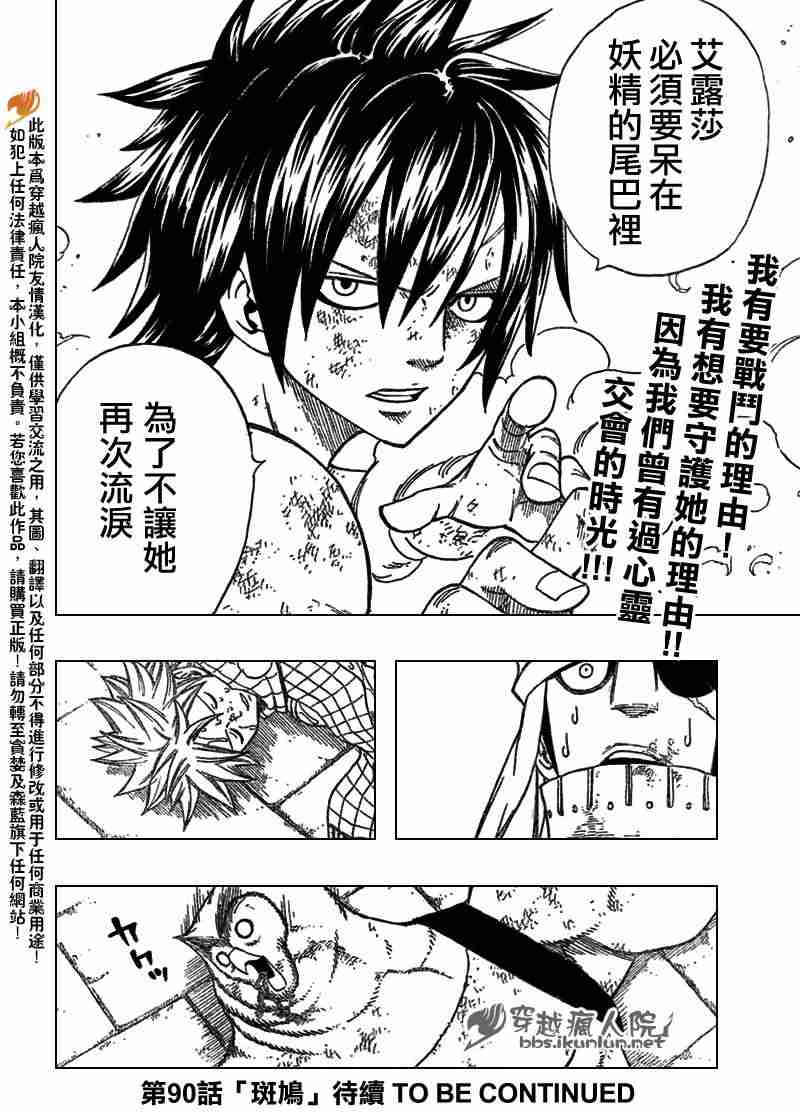 艾露莎
必須要呆在
妖精的尾巴裡
我有要戰鬥的理由！
我有想要守護她的理由!!
因為我們曾有過心靈
交會的時光!!!
為了不讓她
再次流淚
此版本爲穿越瘋人院友情漢化，僅供學習交流之用，其圖、翻譯以及任何部分不得進行修改或用于任何商業用途！
如犯上任何法律責任，本小組概不負責。若您喜歡此作品，請購買正版！請勿轉至貪婪及森藍旗下任何網站！
ヤクッ
穿越瘋人院
bbs.ikunlun.net
第90話「斑鳩」待續 TO BE CONTINUED